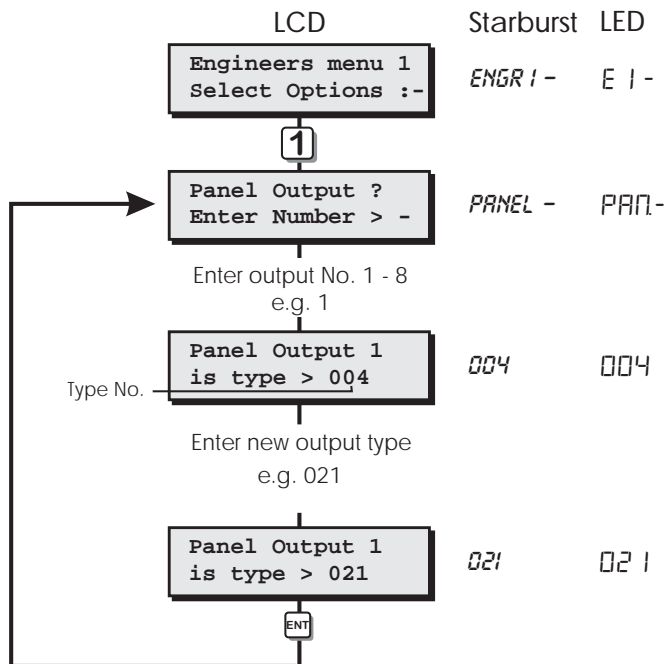 LCD Starburst LED
Engineers menu 1
Select Options :-
ENGR1- E 1-
1
Panel Output ?
Enter Number > -
PANEL - PAN.-
Enter output No. 1 - 8
e.g. 1
Panel Output 1
is type > 004
Type No.
004 004
Enter new output type
e.g. 021
Panel Output 1
is type > 021
021 021
ENT